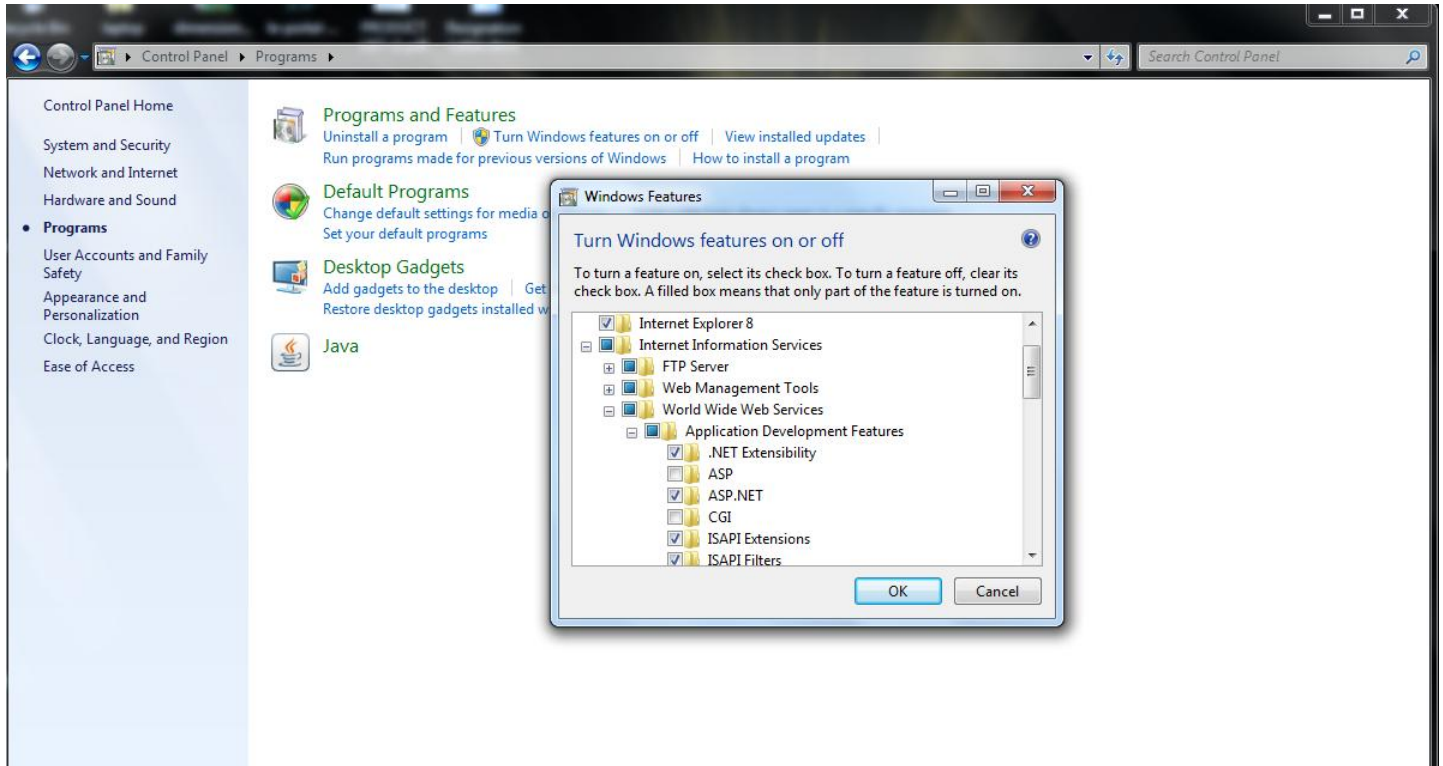 Control Panel
Programs
Search Control Panel
Control Panel Home
System and Security
Network and Internet
Hardware and Sound
Programs
User Accounts and Family
Safety
Appearance and
Personalization
Clock, Language, and Region
Ease of Access
Programs and Features
Uninstall a program
Turn Windows features on or off
View installed updates
Run programs made for previous versions of Windows
How to install a program
Default Programs
Change default settings for media o
Set your default programs
Desktop Gadgets
Add gadgets to the desktop
Get
Restore desktop gadgets installed w
Java
Windows Features
Turn Windows features on or off
To turn a feature on, select its check box. To turn a feature off, clear its
check box. A filled box means that only part of the feature is turned on.
Internet Explorer 8
Internet Information Services
FTP Server
Web Management Tools
World Wide Web Services
Application Development Features
.NET Extensibility
ASP
ASP.NET
CGI
ISAPI Extensions
ISAPI Filters
OK
Cancel